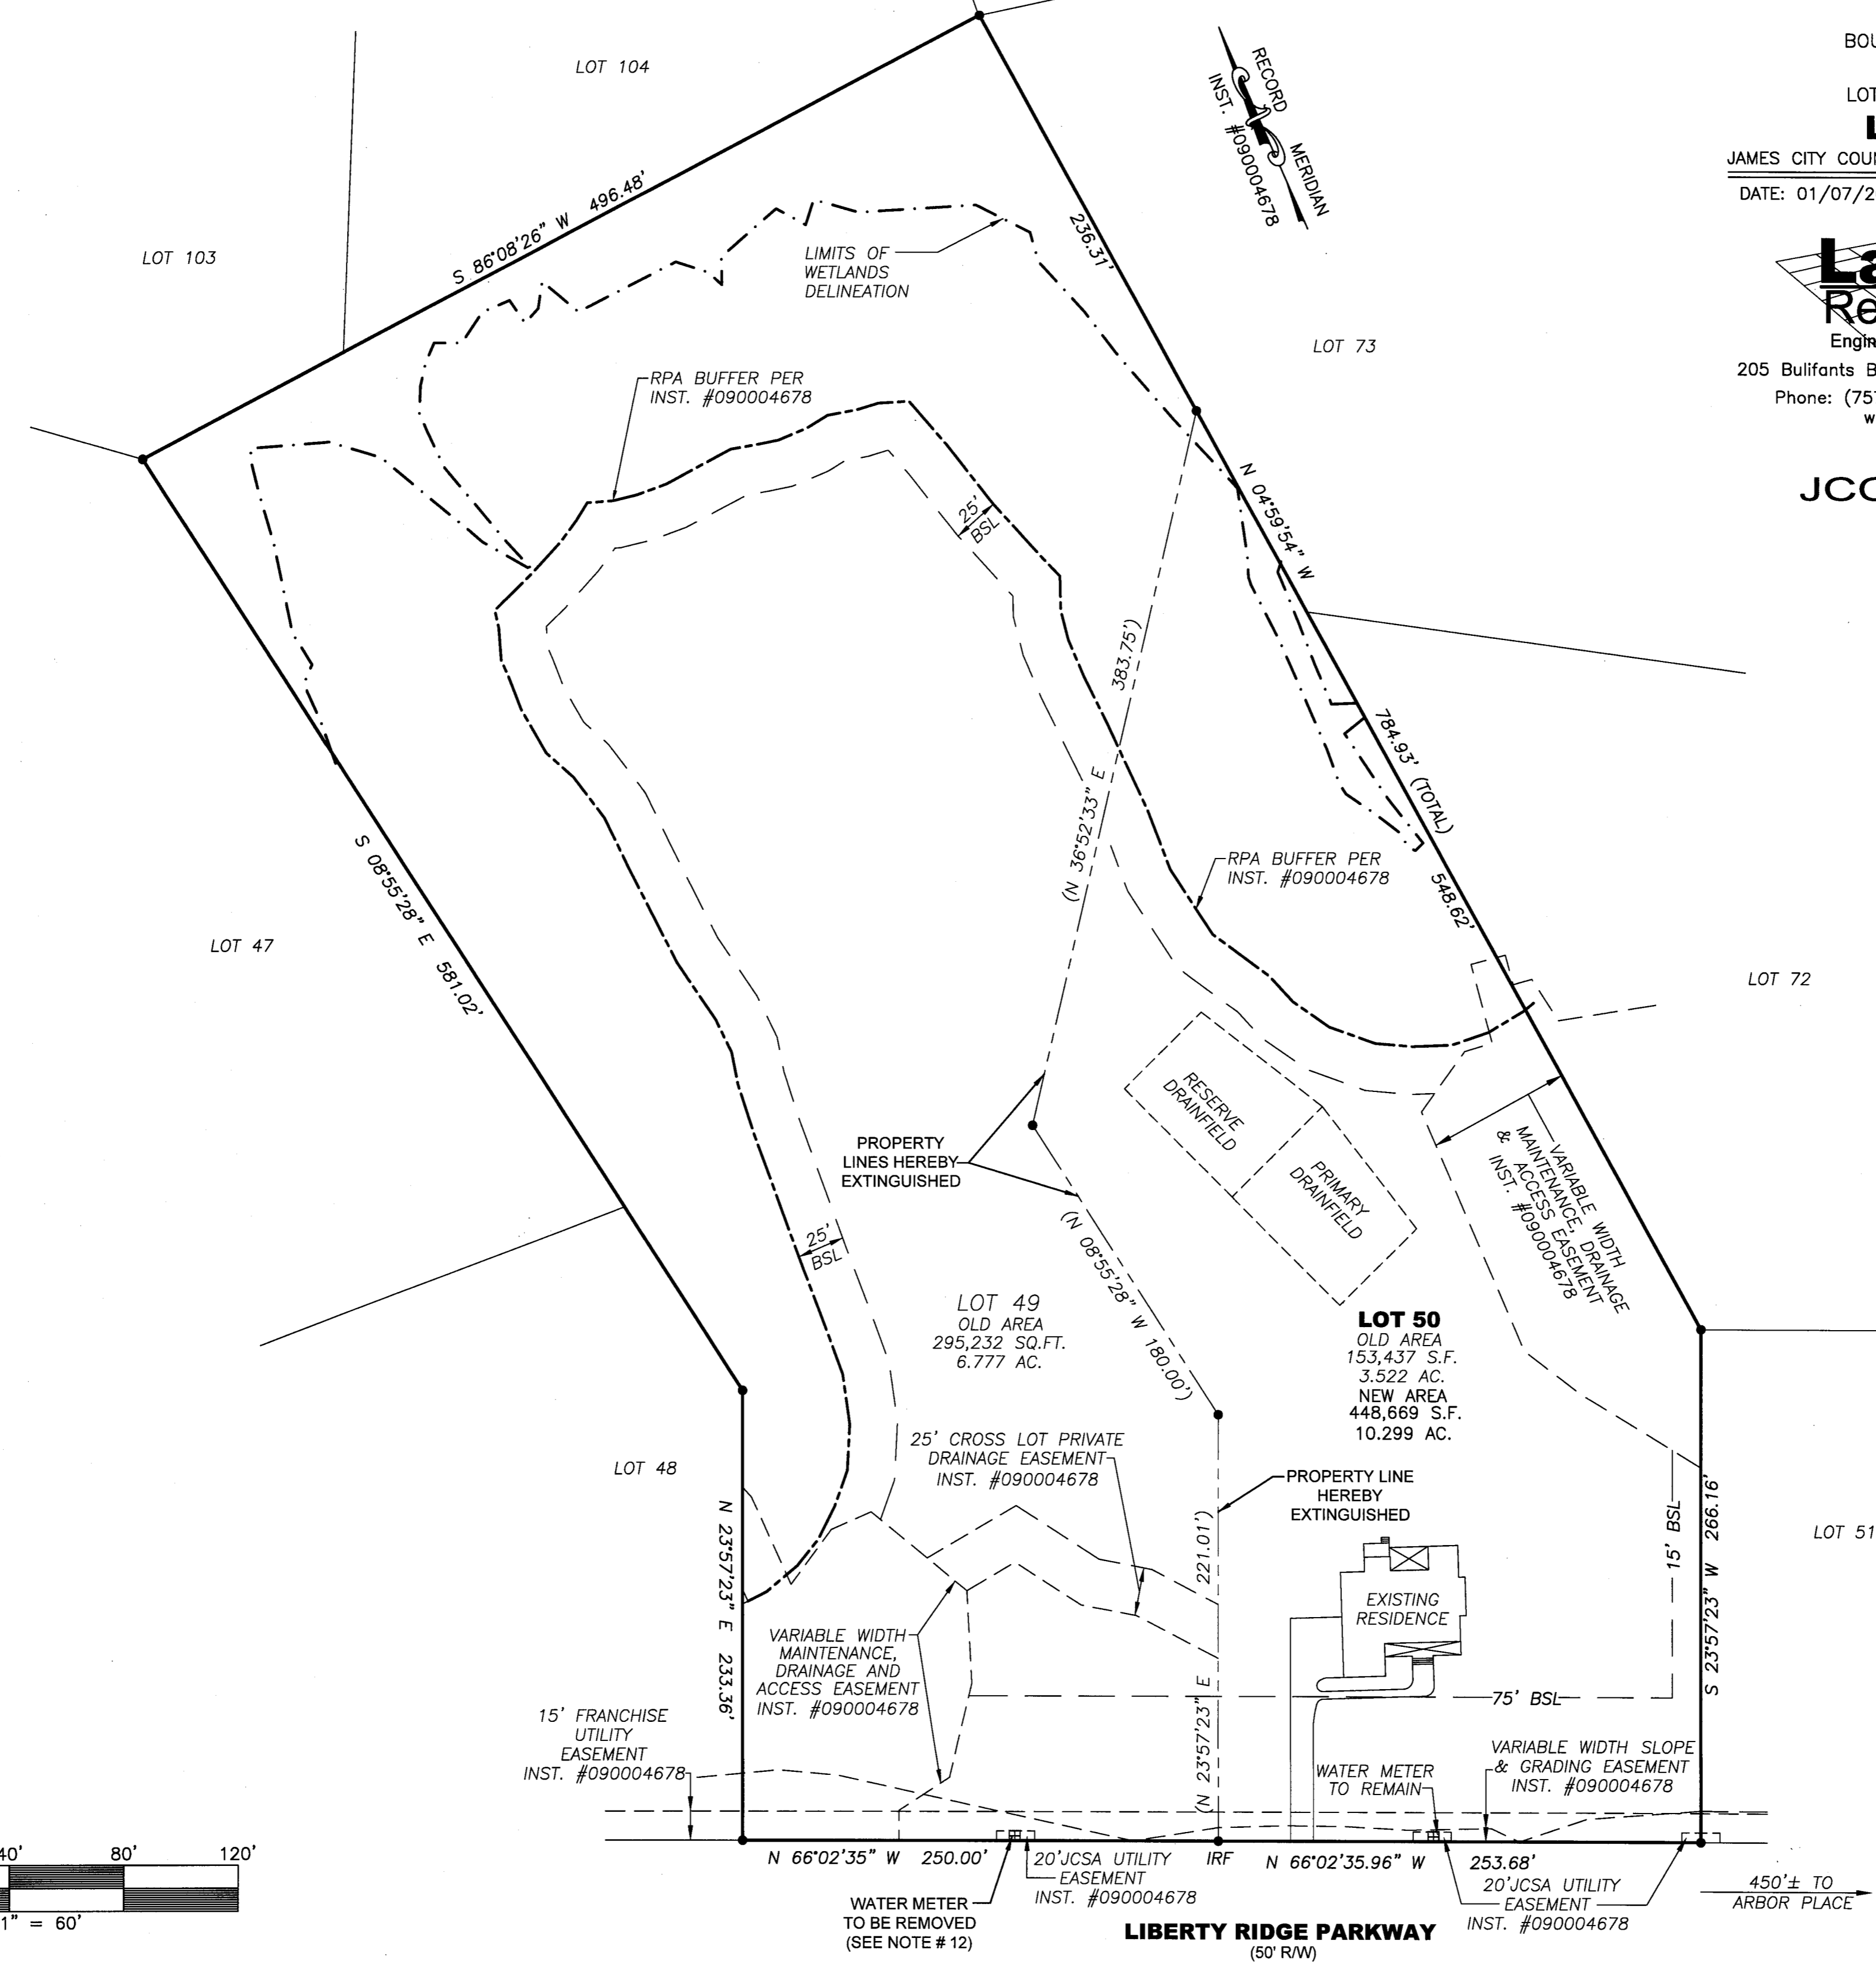 BOU
LOT
L
JAMES CITY COUN
DATE: 01/07/2
La
Re
Engin
205 Bulifants B
Phone: (757
w
JCC
LOT 104
RECORD MERIDIAN
INST. #090004678
LOT 103
S 86°08'26" W 496.48'
236.31'
LIMITS OF
WETLANDS
DELINEATION
LOT 73
RPA BUFFER PER
INST. #090004678
25'
BSL
N 04°59'54" W
784.93' (TOTAL)
548.62'
383.75')
(N 36°52'33" E
S 08°55'28" E 581.02'
LOT 47
RPA BUFFER PER
INST. #090004678
LOT 72
RESERVE
DRAINFIELD
PRIMARY
DRAINFIELD
PROPERTY
LINES HEREBY
EXTINGUISHED
VARIABLE WIDTH
MAINTENANCE, DRAINAGE
& ACCESS EASEMENT
INST. #090004678
(N 08°55'28" W 180.00')
25'
BSL
LOT 49
OLD AREA
295,232 SQ.FT.
6.777 AC.
LOT 50
OLD AREA
153,437 S.F.
3.522 AC.
NEW AREA
448,669 S.F.
10.299 AC.
25' CROSS LOT PRIVATE
DRAINAGE EASEMENT
INST. #090004678
LOT 48
PROPERTY LINE
HEREBY
EXTINGUISHED
221.01')
(N 23°57'23" E
N 23°57'23" E 233.36'
EXISTING
RESIDENCE
15' BSL
S 23°57'23" W 266.16'
LOT 51
VARIABLE WIDTH
MAINTENANCE,
DRAINAGE AND
ACCESS EASEMENT
INST. #090004678
75' BSL
15' FRANCHISE
UTILITY
EASEMENT
INST. #090004678
WATER METER
TO REMAIN
VARIABLE WIDTH SLOPE
& GRADING EASEMENT
INST. #090004678
N 66°02'35" W 250.00'
20'JCSA UTILITY
EASEMENT
INST. #090004678
IRF
N 66°02'35.96" W 253.68'
20'JCSA UTILITY
EASEMENT
INST. #090004678
450'± TO
ARBOR PLACE
WATER METER
TO BE REMOVED
(SEE NOTE # 12)
LIBERTY RIDGE PARKWAY
(50' R/W)
40' 80' 120'
1" = 60'